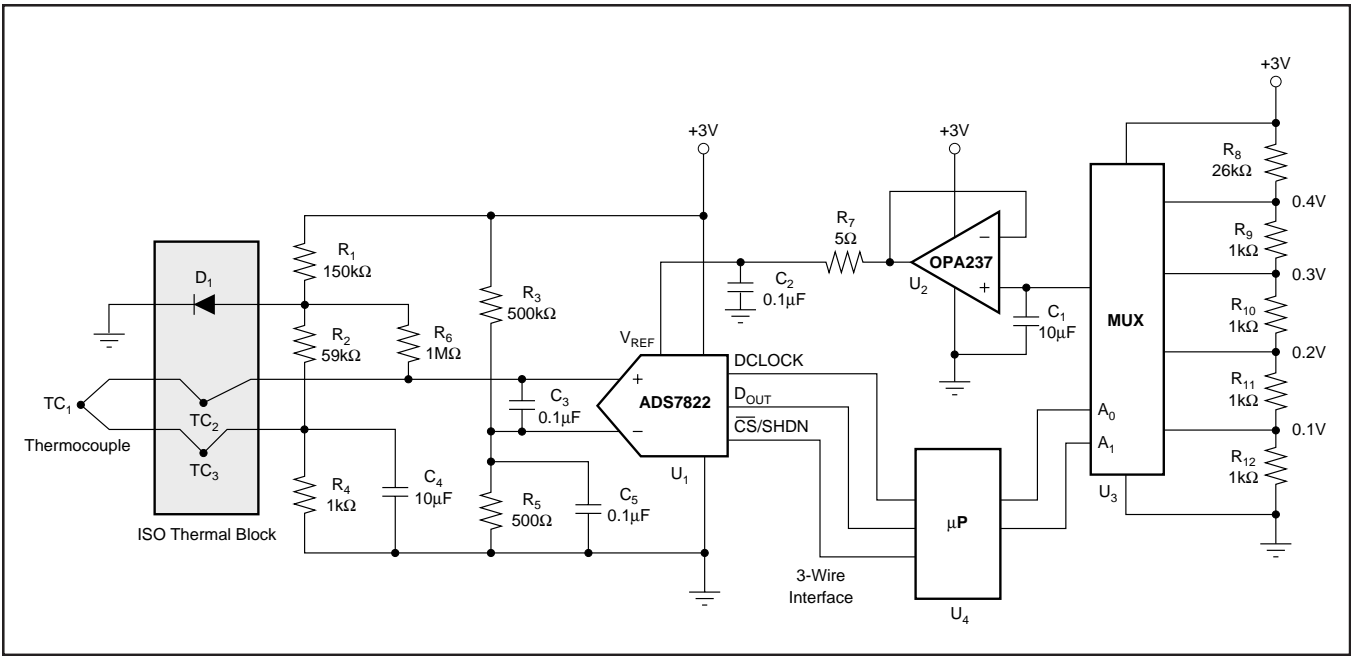 +3V
R8
26kΩ
0.4V
R9
1kΩ
0.3V
R10
1kΩ
0.2V
R11
1kΩ
0.1V
R12
1kΩ
MUX
A0
A1
U3
+3V
R7
5Ω
OPA237
−
+
U2
C1
10μF
C2
0.1μF
+3V
D1
R1
150kΩ
R2
59kΩ
R6
1MΩ
R3
500kΩ
VREF
DCLOCK
DOUT
CS/SHDN
+
−
ADS7822
U1
C3
0.1μF
TC1
Thermocouple
TC2
TC3
ISO Thermal Block
R4
1kΩ
C4
10μF
R5
500Ω
C5
0.1μF
3-Wire
Interface
μP
U4